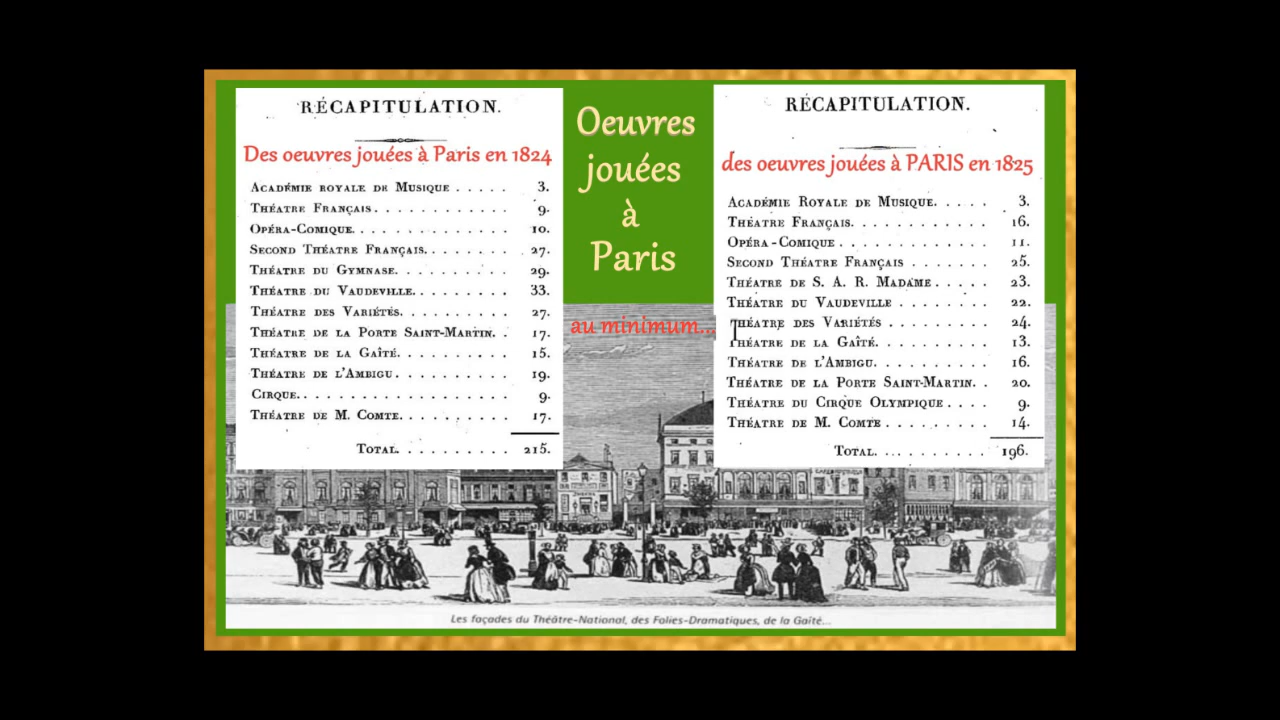 RÉCAPITULATION.
Des oeuvres jouées à Paris en 1824
ACADÉMIE ROYALE DE MUSIQUE . . . . . 3.
THÉATRE FRANÇAIS. . . . . . . . . . . . 9.
OPÉRA-COMIQUE. . . . . . . . . . . . . 10.
SECOND THÉATRE FRANÇAIS. . . . . . . . 27.
THÉATRE DU GYMNASE. . . . . . . . . . 29.
THÉATRE DU VAUDEVILLE. . . . . . . . . 33.
THÉATRE DES VARIÉTÉS. . . . . . . . . . 27.
THÉATRE DE LA PORTE SAINT-MARTIN. . . 17.
THÉATRE DE LA GAÎTÉ. . . . . . . . . . 15.
THÉATRE DE L'AMBIGU . . . . . . . . . . 19.
CIRQUE. . . . . . . . . . . . . . . . . . 9.
THÉATRE DE M. COMTE. . . . . . . . . . 17.
TOTAL. . . . . . . . . . 215.
Oeuvres
jouées
à
Paris
au minimum...
RÉCAPITULATION.
des oeuvres jouées à PARIS en 1825
ACADÉMIE ROYALE DE MUSIQUE. . . . . 3.
THÉATRE FRANÇAIS. . . . . . . . . . . . 16.
OPÉRA-COMIQUE . . . . . . . . . . . . . 11.
SECOND THÉATRE FRANÇAIS . . . . . . . 25.
THÉATRE DE S. A. R. MADAME . . . . . 23.
THÉATRE DU VAUDEVILLE . . . . . . . . 22.
THÉATRE DES VARIÉTÉS . . . . . . . . . 24.
THÉATRE DE LA GAÎTÉ. . . . . . . . . . 13.
THÉATRE DE L'AMBIGU. . . . . . . . . . 16.
THÉATRE DE LA PORTE SAINT-MARTIN. . . 20.
THÉATRE DU CIRQUE OLYMPIQUE . . . . 9.
THÉATRE DE M. COMTE . . . . . . . . . 14.
TOTAL. . . . . . . . . . 196.
Les façades du Théâtre-National, des Folies-Dramatiques, de la Gaîté...